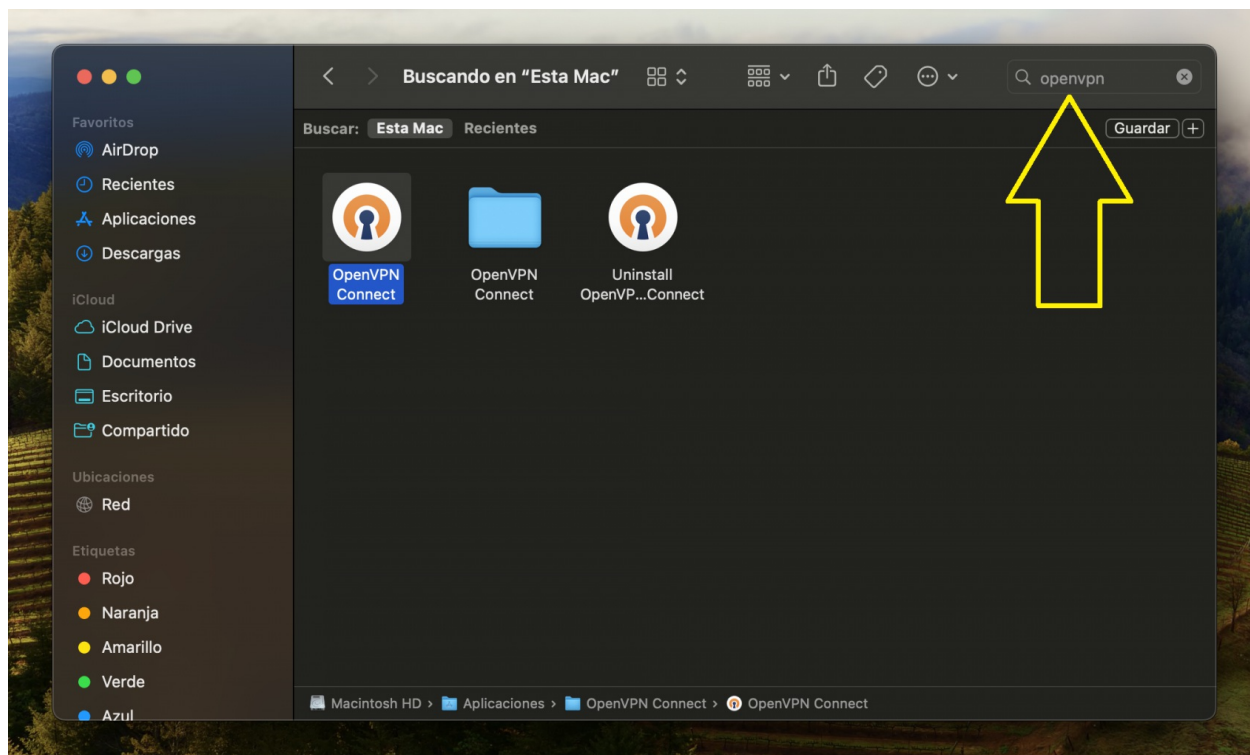 Buscando en “Esta Mac”
openvpn
Favoritos
AirDrop
Recientes
Aplicaciones
Descargas
iCloud
iCloud Drive
Documentos
Escritorio
Compartido
Ubicaciones
Red
Etiquetas
Rojo
Naranja
Amarillo
Verde
Azul
Buscar: Esta Mac Recientes
Guardar
OpenVPN
Connect
OpenVPN
Connect
Uninstall
OpenVP...Connect
Macintosh HD › Aplicaciones › OpenVPN Connect › OpenVPN Connect